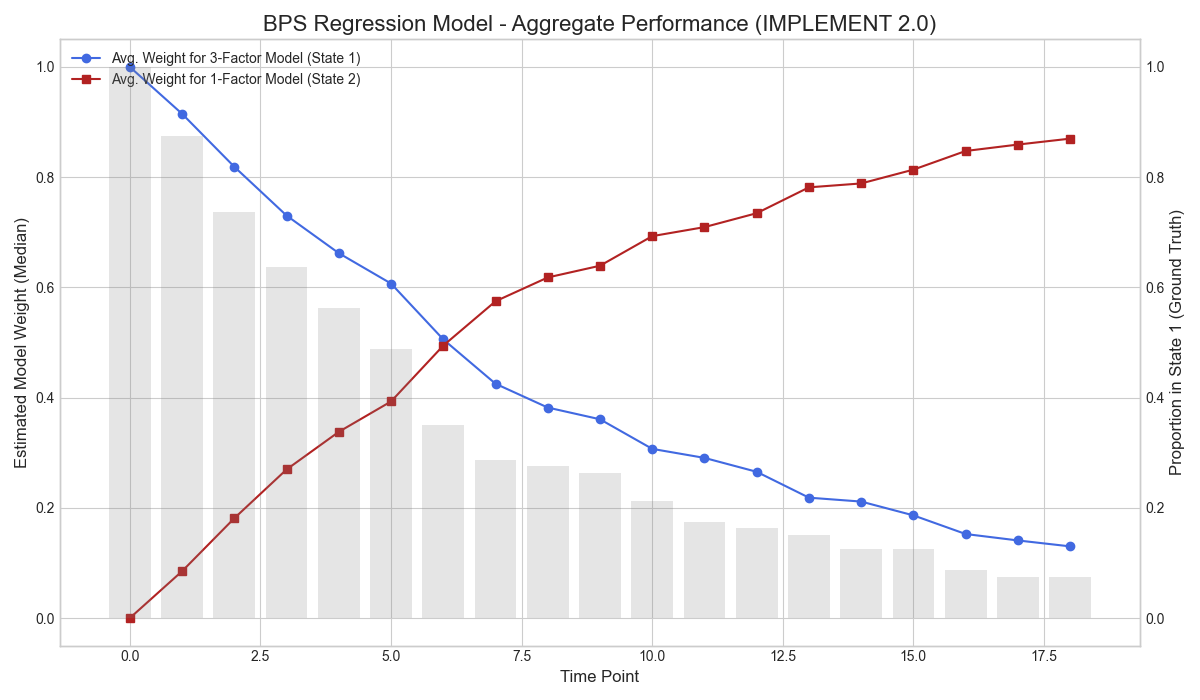 BPS Regression Model - Aggregate Performance (IMPLEMENT 2.0)
Avg. Weight for 3-Factor Model (State 1)
Avg. Weight for 1-Factor Model (State 2)
Estimated Model Weight (Median)
1.0
0.8
0.6
0.4
0.2
0.0
1.0
0.8
0.6
0.4
0.2
0.0
Proportion in State 1 (Ground Truth)
0.0 2.5 5.0 7.5 10.0 12.5 15.0 17.5
Time Point